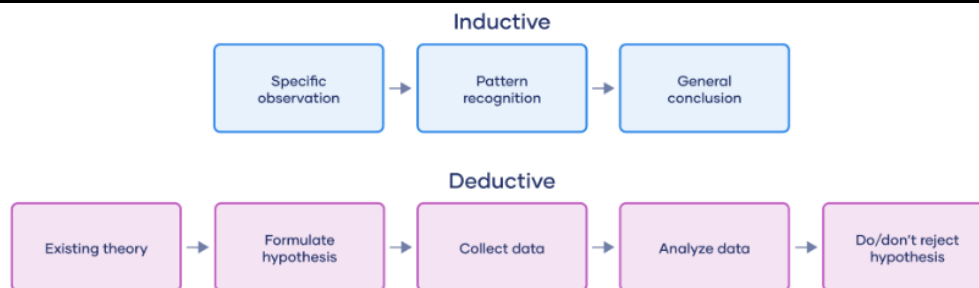 Inductive
Specific
observation
Pattern
recognition
General
conclusion
Deductive
Existing theory
Formulate
hypothesis
Collect data
Analyze data
Do/don't reject
hypothesis